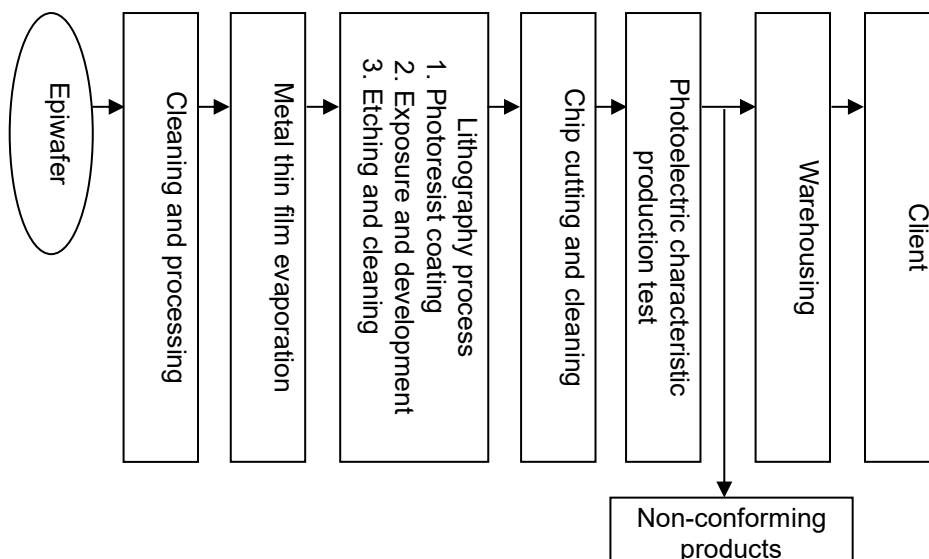 Epiwafer
Cleaning and processing
Metal thin film evaporation
Lithography process
1. Photoresist coating
2. Exposure and development
3. Etching and cleaning
Chip cutting and cleaning
Photoelectric characteristic
production test
Warehousing
Client
Non-conforming
products